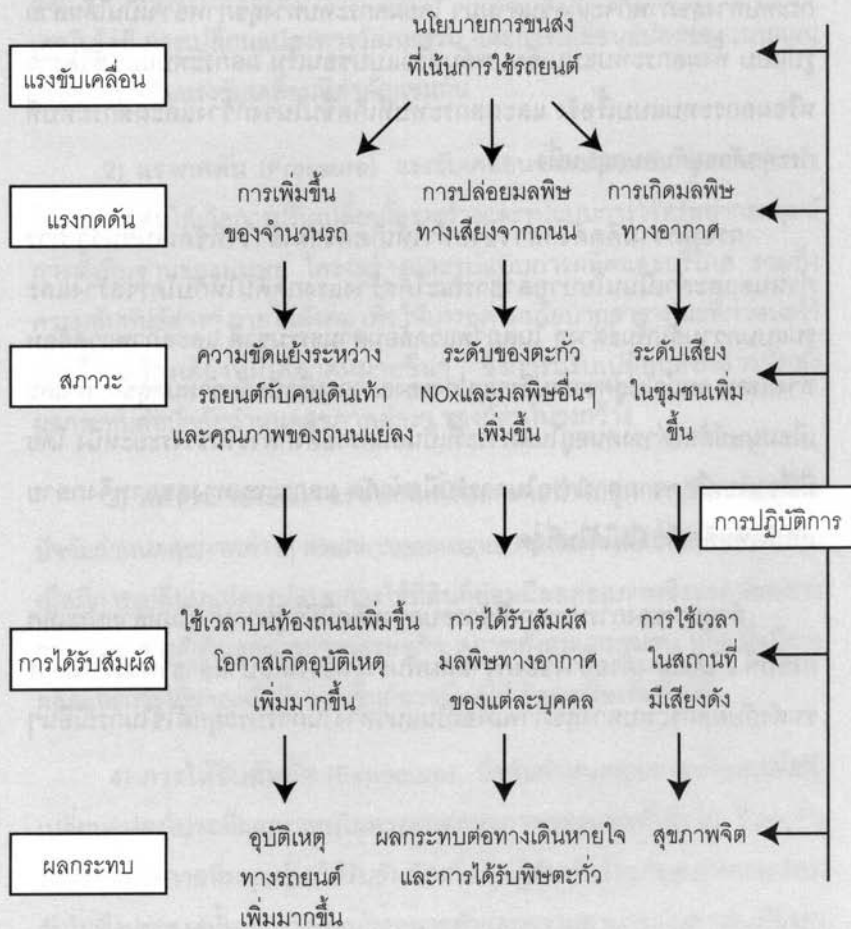 นโยบายการขนส่ง
ที่เน้นการใช้รถยนต์
แรงขับเคลื่อน
แรงกดดัน
การเพิ่มขึ้น
ของจำนวนรถ
การปล่อยมลพิษ
ทางเสียงจากถนน
การเกิดมลพิษ
ทางอากาศ
สภาวะ
ความขัดแย้งระหว่าง
รถยนต์กับคนเดินเท้า
และคุณภาพของถนนแย่ลง
ระดับของตะกั่ว
NOxและมลพิษอื่นๆ
เพิ่มขึ้น
ระดับเสียง
ในชุมชนเพิ่ม
ขึ้น
การปฏิบัติการ
การได้รับสัมผัส
ใช้เวลาบนท้องถนนเพิ่มขึ้น
โอกาสเกิดอุบัติเหตุ
เพิ่มมากขึ้น
การได้รับสัมผัส
มลพิษทางอากาศ
ของแต่ละบุคคล
การใช้เวลา
ในสถานที่
มีเสียงดัง
ผลกระทบ
อุบัติเหตุ
ทางรถยนต์
เพิ่มมากขึ้น
ผลกระทบต่อทางเดินหายใจ
และการได้รับพิษตะกั่ว
สุขภาพจิต